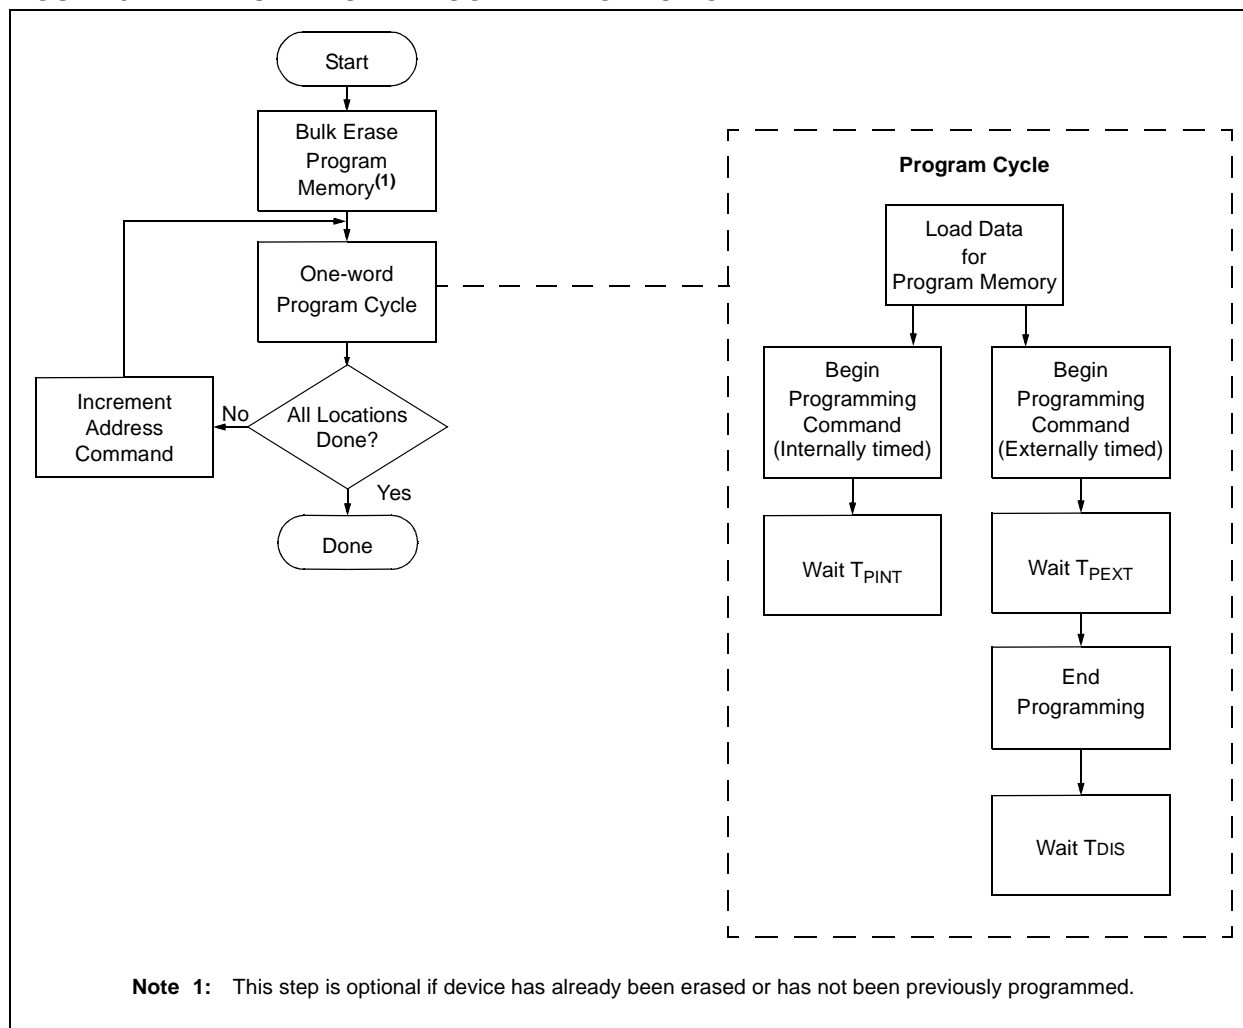 Start
Bulk Erase
Program
Memory(1)
One-word
Program Cycle
All Locations
Done?
No
Increment
Address
Command
Yes
Done
Program Cycle
Load Data
for
Program Memory
Begin
Programming
Command
(Internally timed)
Wait TPINT
Begin
Programming
Command
(Externally timed)
Wait TPEXT
End
Programming
Wait TDIS
Note 1: This step is optional if device has already been erased or has not been previously programmed.